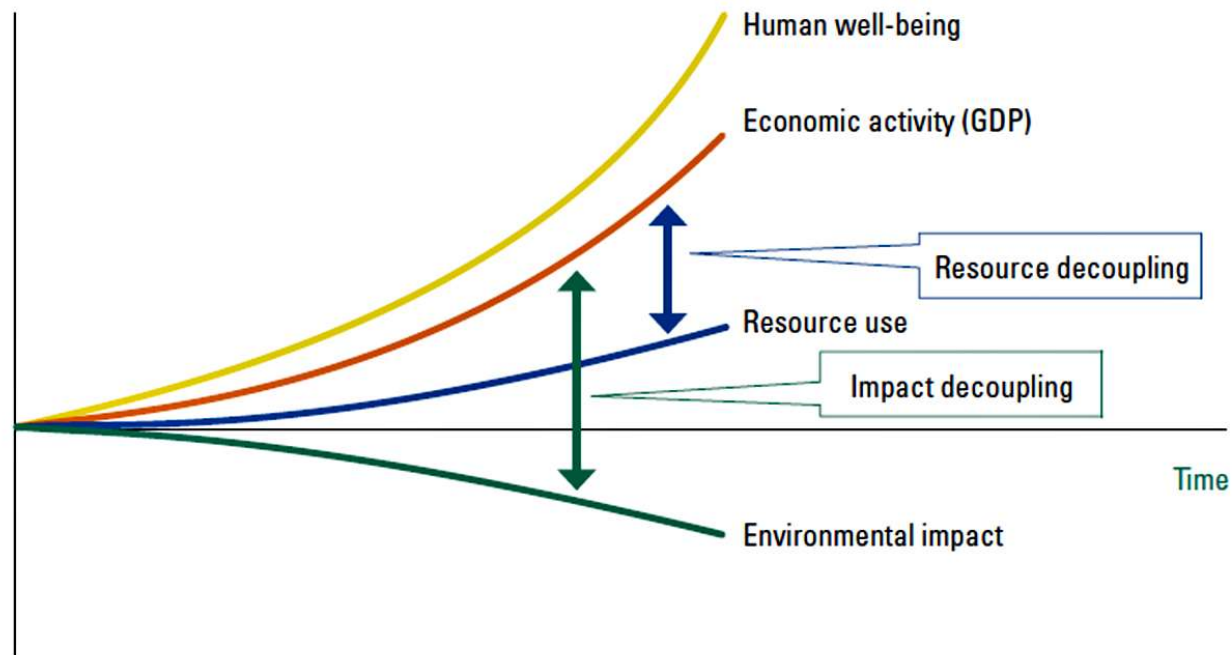 Human well-being
Economic activity (GDP)
Resource decoupling
Resource use
Impact decoupling
Time
Environmental impact